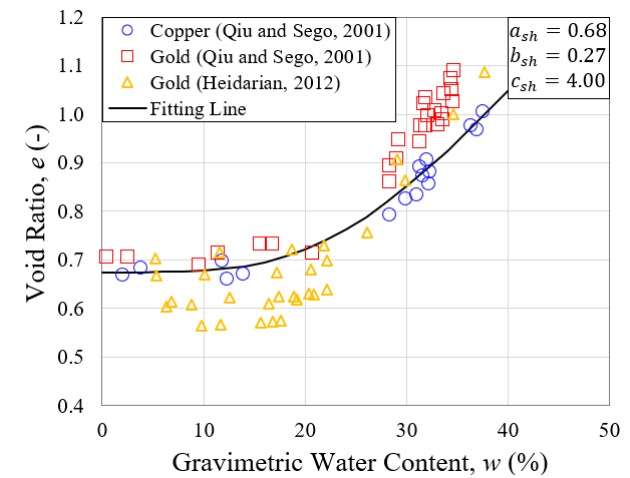 Copper (Qiu and Sego, 2001)
Gold (Qiu and Sego, 2001)
Gold (Heidarian, 2012)
Fitting Line
a_sh = 0.68
b_sh = 0.27
c_sh = 4.00
1.2
1.1
1.0
0.9
0.8
0.7
0.6
0.5
0.4
Void Ratio, e (-)
0 10 20 30 40 50
Gravimetric Water Content, w (%)